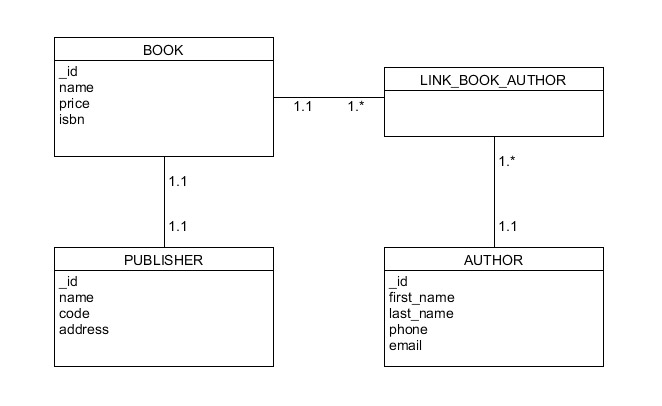 BOOK
_id
name
price
isbn
LINK_BOOK_AUTHOR
1.1
1.*
1.1
1.1
1.*
1.1
PUBLISHER
_id
name
code
address
AUTHOR
_id
first_name
last_name
phone
email